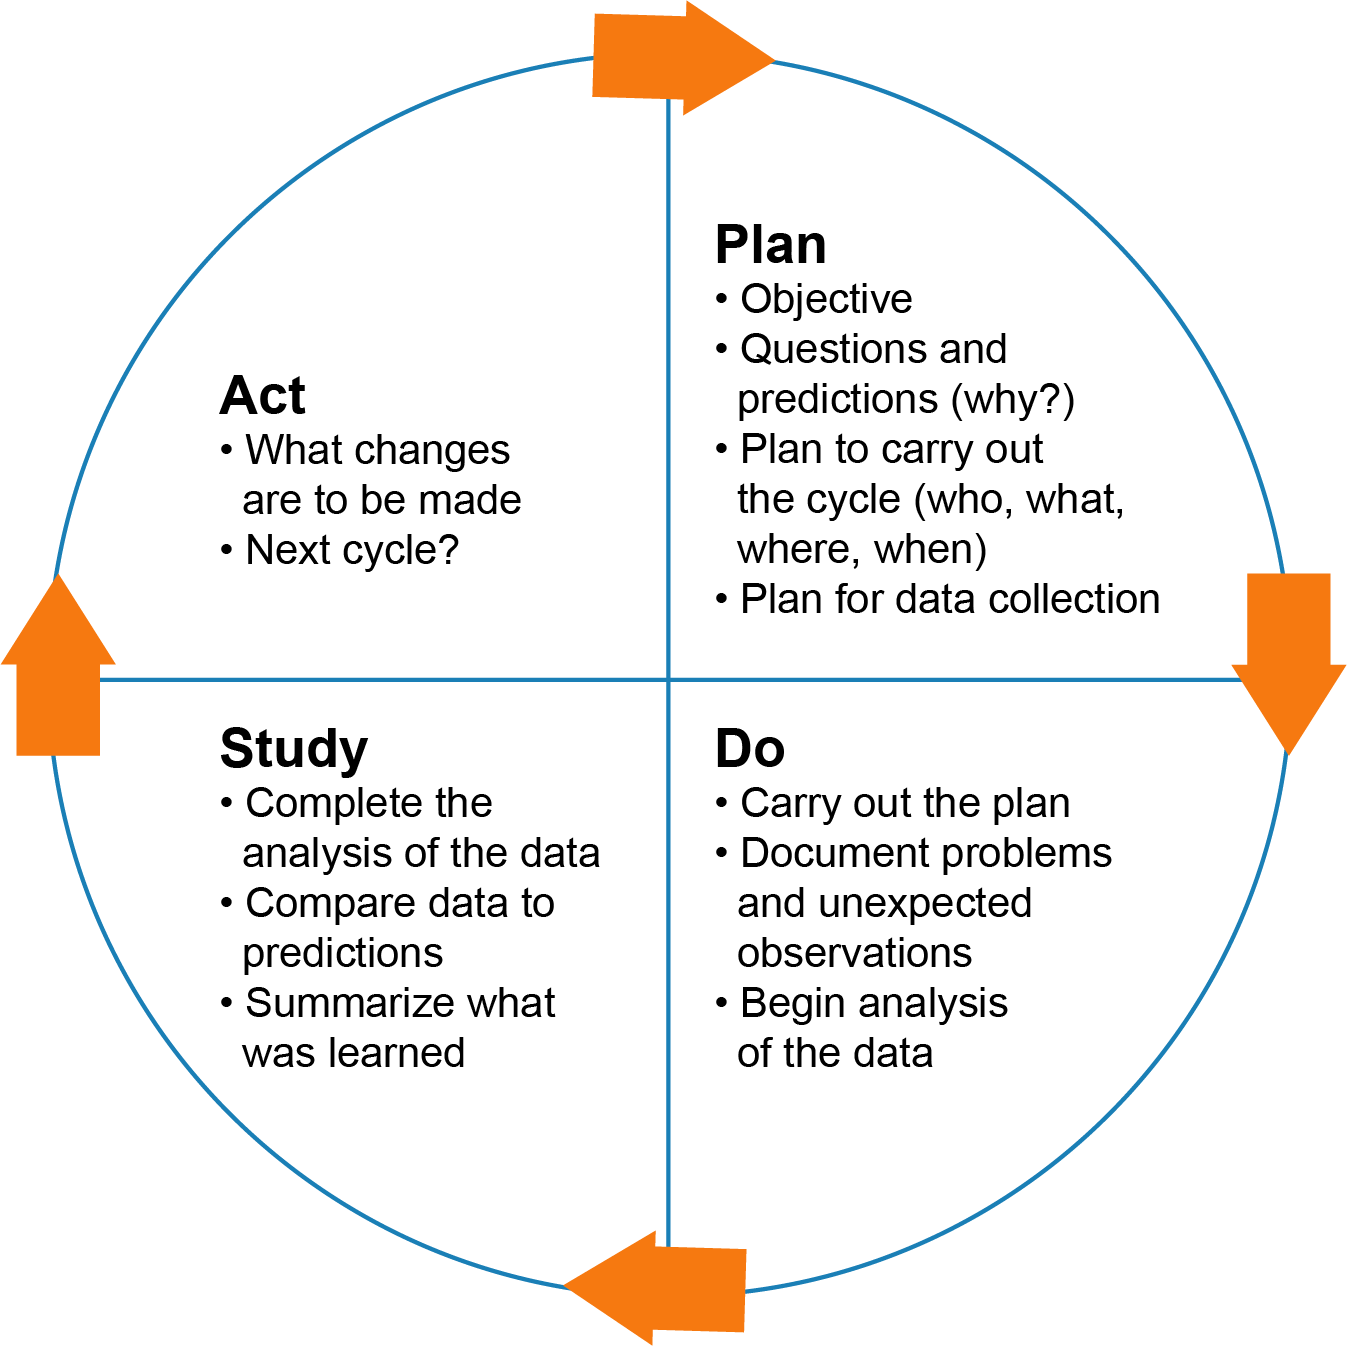 Plan
• Objective
• Questions and
predictions (why?)
• Plan to carry out
the cycle (who, what,
where, when)
• Plan for data collection
Do
• Carry out the plan
• Document problems
and unexpected
observations
• Begin analysis
of the data
Study
• Complete the
analysis of the data
• Compare data to
predictions
• Summarize what
was learned
Act
• What changes
are to be made
• Next cycle?